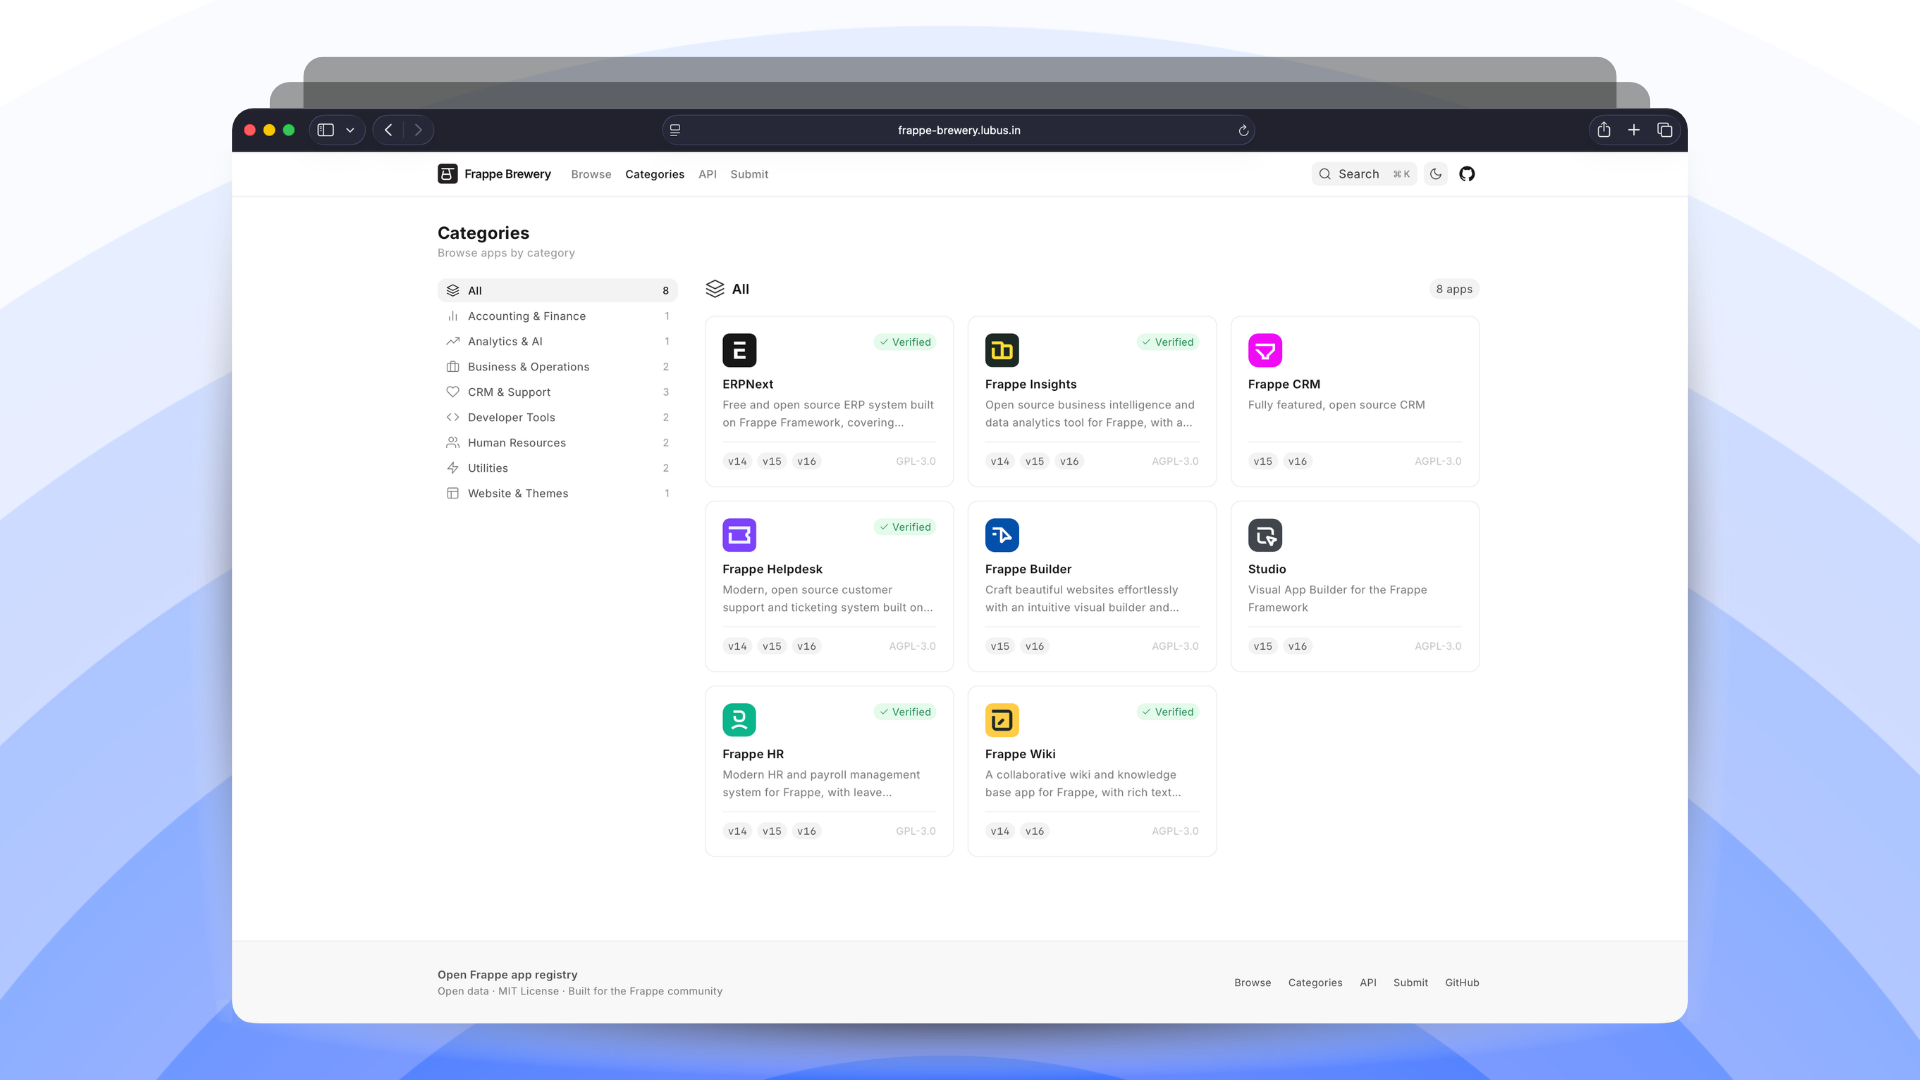 frappe-brewery.lubus.in
Frappe Brewery Browse Categories API Submit
Search ⌘ K
Categories
Browse apps by category
All 8
Accounting & Finance 1
Analytics & AI 1
Business & Operations 2
CRM & Support 3
Developer Tools 2
Human Resources 2
Utilities 2
Website & Themes 1
All
8 apps
Verified
ERPNext
Free and open source ERP system built
on Frappe Framework, covering...
v14 v15 v16 GPL-3.0
Verified
Frappe Insights
Open source business intelligence and
data analytics tool for Frappe, with a...
v14 v15 v16 AGPL-3.0
Frappe CRM
Fully featured, open source CRM
v15 v16 AGPL-3.0
Verified
Frappe Helpdesk
Modern, open source customer
support and ticketing system built on...
v14 v15 v16 AGPL-3.0
Frappe Builder
Craft beautiful websites effortlessly
with an intuitive visual builder and...
v15 v16 AGPL-3.0
Studio
Visual App Builder for the Frappe
Framework
v15 v16 AGPL-3.0
Verified
Frappe HR
Modern HR and payroll management
system for Frappe, with leave...
v14 v15 v16 GPL-3.0
Verified
Frappe Wiki
A collaborative wiki and knowledge
base app for Frappe, with rich text...
v14 v16 AGPL-3.0
Open Frappe app registry
Open data · MIT License · Built for the Frappe community
Browse Categories API Submit GitHub